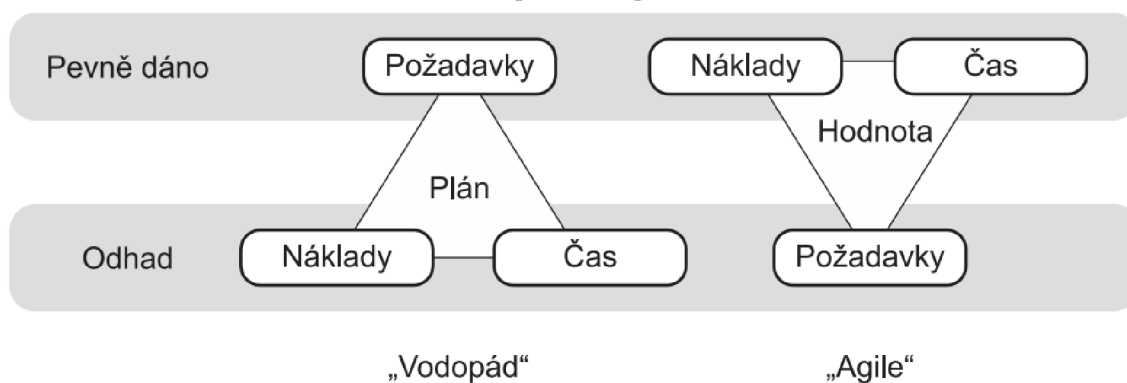 Pevně dáno
Požadavky
Náklady
Čas
Hodnota
Plán
Odhad
Náklady
Čas
Požadavky
„Vodopád“
„Agile“